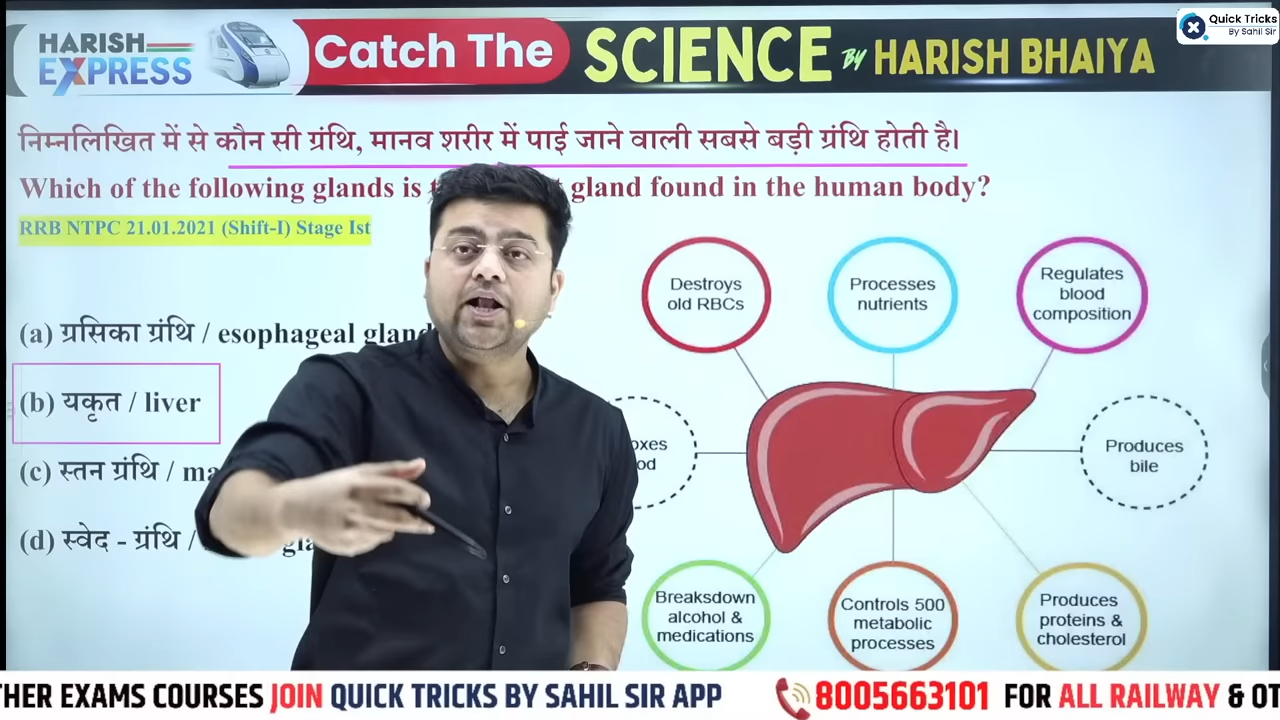 HARISH
EXPRESS
Catch The
SCIENCE BY HARISH BHAIYA
Quick Tricks
By Sahil Sir
निम्नलिखित में से कौन सी ग्रंथि, मानव शरीर में पाई जाने वाली सबसे बड़ी ग्रंथि होती है।
Which of the following glands is gland found in the human body?
RRB NTPC 21.01.2021 (Shift-I) Stage Ist
(a) ग्रसिका ग्रंथि / esophageal gland
(b) यकृत / liver
(c) स्तन ग्रंथि /
(d) स्वेद - ग्रंथि /
Destroys
old RBCs
Processes
nutrients
Regulates
blood
composition
Produces
bile
Breaksdown
alcohol &
medications
Controls 500
metabolic
processes
Produces
proteins &
cholesterol
THER EXAMS COURSES JOIN QUICK TRICKS BY SAHIL SIR APP 8005663101 FOR ALL RAILWAY & OT